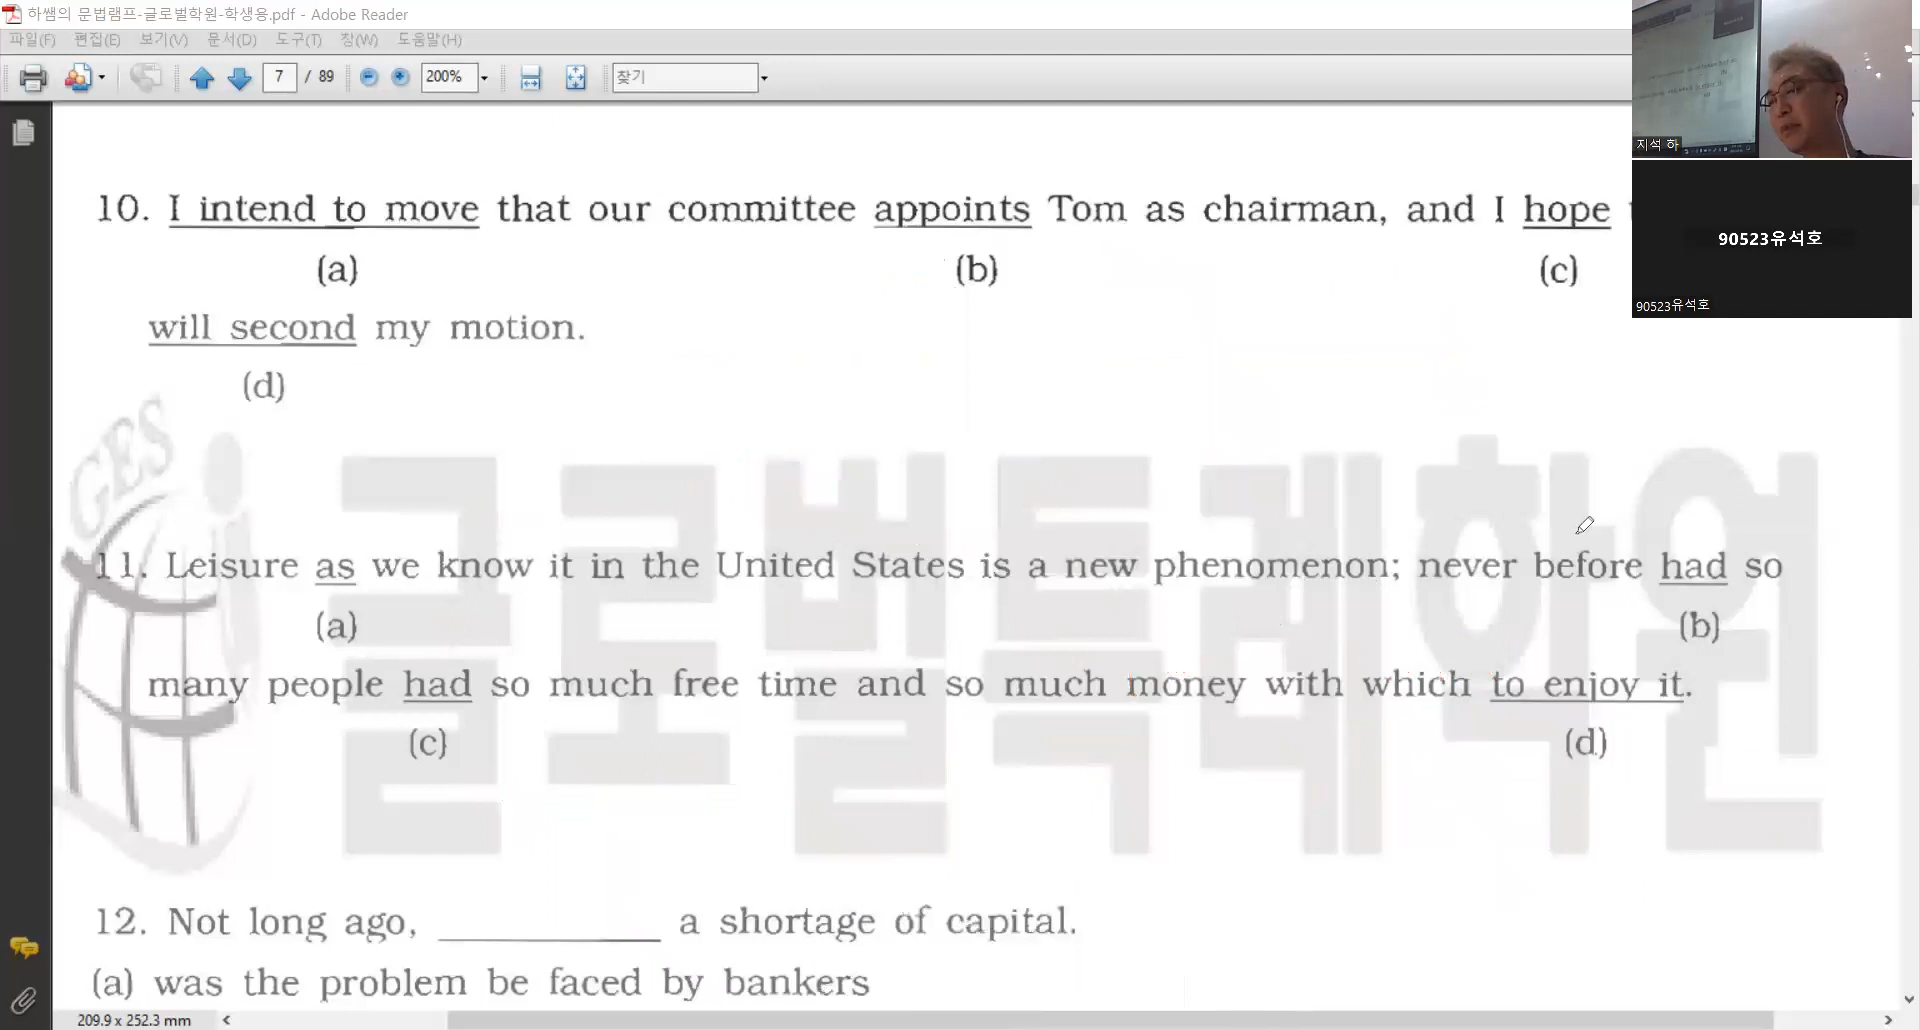 하쌤의 문법램프-글로벌학원-학생용.pdf - Adobe Reader
파일(F) 편집(E) 보기(V) 문서(D) 도구(T) 창(W) 도움말(H)
7 / 89 200% 찾기
지석 하
90523유석호
90523유석호
10. I intend to move that our committee appoints Tom as chairman, and I hope
(a) (b) (c)
will second my motion.
(d)
GES
글로벌특례학원
11. Leisure as we know it in the United States is a new phenomenon; never before had so
(a) (b)
many people had so much free time and so much money with which to enjoy it.
(c) (d)
12. Not long ago, __________ a shortage of capital.
(a) was the problem be faced by bankers
209.9 x 252.3 mm